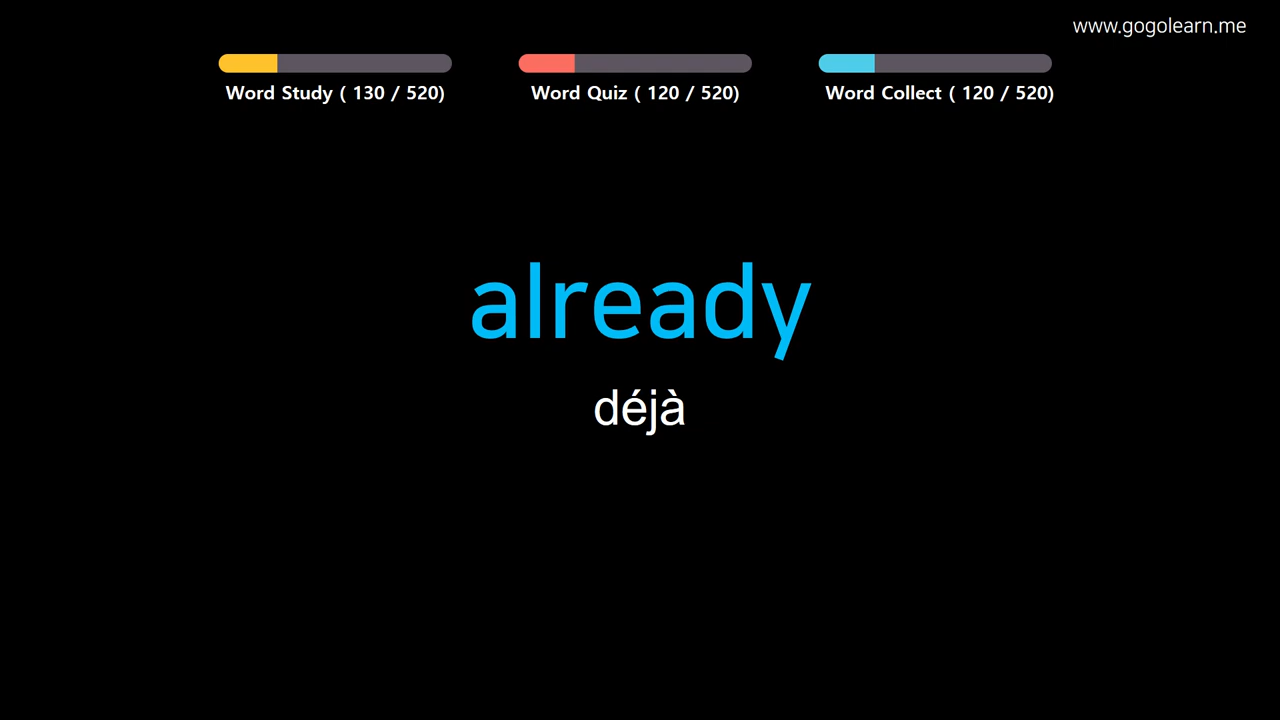 www.gogolearn.me
Word Study ( 130 / 520)
Word Quiz ( 120 / 520)
Word Collect ( 120 / 520)
already
déjà